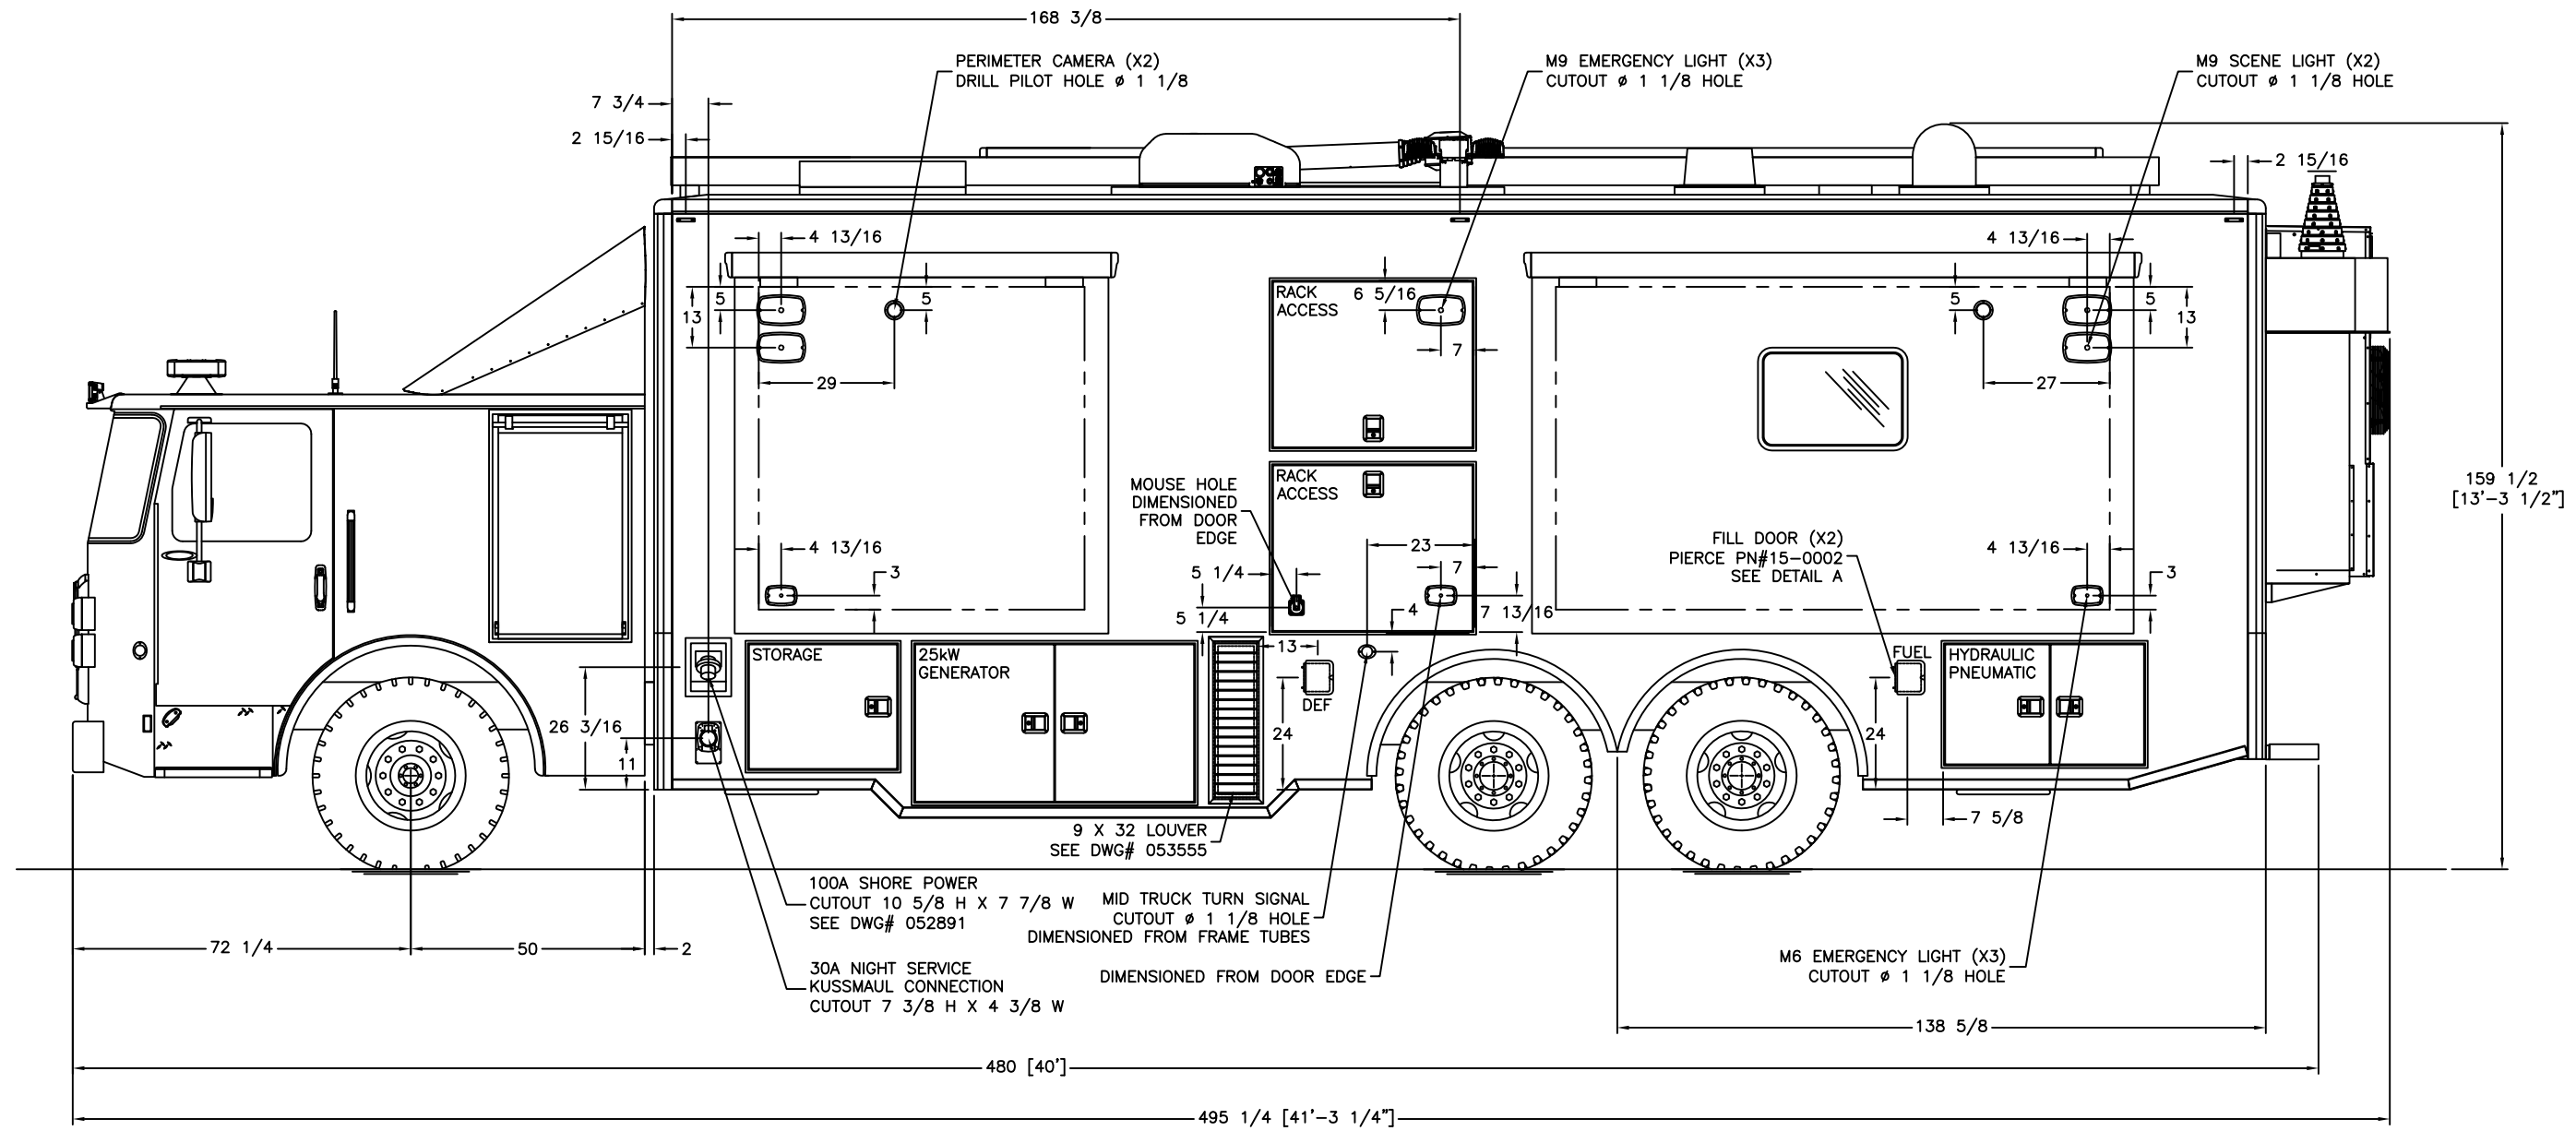 168 3/8
PERIMETER CAMERA (X2)
DRILL PILOT HOLE ø 1 1/8
M9 EMERGENCY LIGHT (X3)
CUTOUT ø 1 1/8 HOLE
M9 SCENE LIGHT (X2)
CUTOUT ø 1 1/8 HOLE
7 3/4
2 15/16
2 15/16
4 13/16
4 13/16
5
5
13
RACK
ACCESS
6 5/16
5
5
13
7
29
27
159 1/2
[13'-3 1/2"]
MOUSE HOLE
DIMENSIONED
FROM DOOR
EDGE
RACK
ACCESS
FILL DOOR (X2)
PIERCE PN#15-0002
SEE DETAIL A
4 13/16
3
23
5 1/4
7
4 13/16
3
5 1/4
4
7 13/16
STORAGE
25kW
GENERATOR
13
DEF
FUEL
HYDRAULIC
PNEUMATIC
26 3/16
11
24
24
9 X 32 LOUVER
SEE DWG# 053555
7 5/8
100A SHORE POWER
CUTOUT 10 5/8 H X 7 7/8 W
SEE DWG# 052891
MID TRUCK TURN SIGNAL
CUTOUT ø 1 1/8 HOLE
DIMENSIONED FROM FRAME TUBES
72 1/4
50
2
30A NIGHT SERVICE
KUSSMAUL CONNECTION
CUTOUT 7 3/8 H X 4 3/8 W
DIMENSIONED FROM DOOR EDGE
M6 EMERGENCY LIGHT (X3)
CUTOUT ø 1 1/8 HOLE
138 5/8
480 [40']
495 1/4 [41'-3 1/4"]